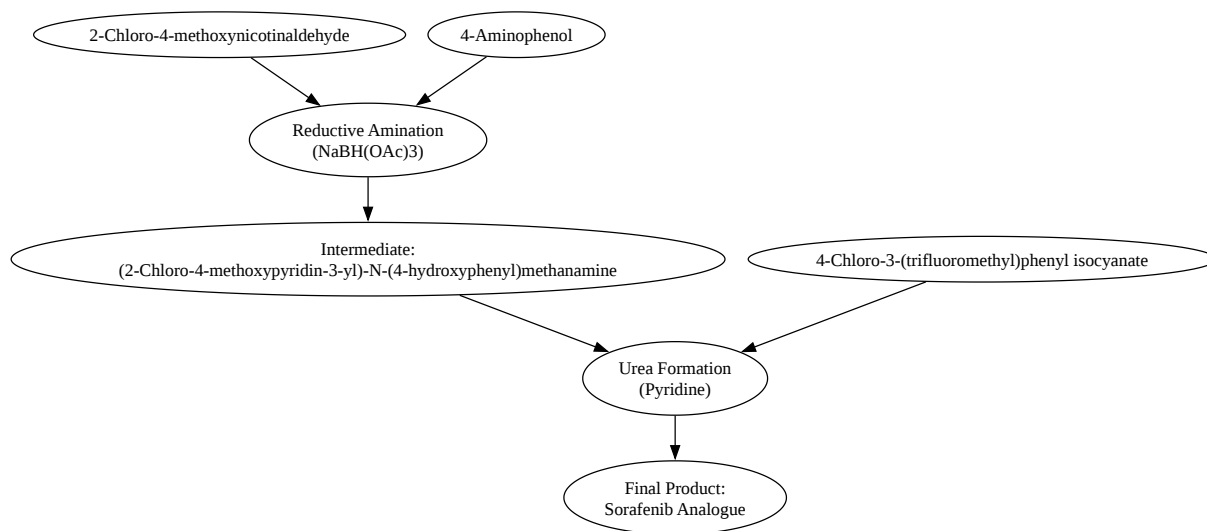 2-Chloro-4-methoxynicotinaldehyde
4-Aminophenol
Reductive Amination
(NaBH(OAc)3)
Intermediate:
(2-Chloro-4-methoxypyridin-3-yl)-N-(4-hydroxyphenyl)methanamine
4-Chloro-3-(trifluoromethyl)phenyl isocyanate
Urea Formation
(Pyridine)
Final Product:
Sorafenib Analogue